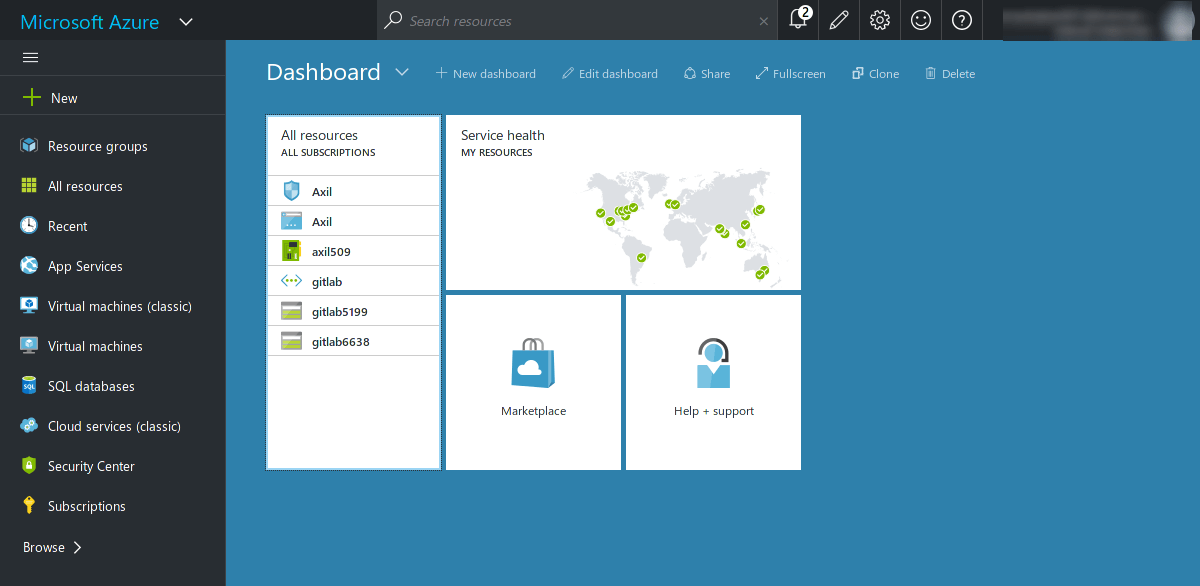 Microsoft Azure
Search resources
2
New
Resource groups
All resources
Recent
App Services
Virtual machines (classic)
Virtual machines
SQL
SQL databases
Cloud services (classic)
Security Center
Subscriptions
Browse
Dashboard
New dashboard
Edit dashboard
Share
Fullscreen
Clone
Delete
All resources
ALL SUBSCRIPTIONS
Axil
Axil
axil509
gitlab
gitlab5199
gitlab6638
Service health
MY RESOURCES
Marketplace
Help + support